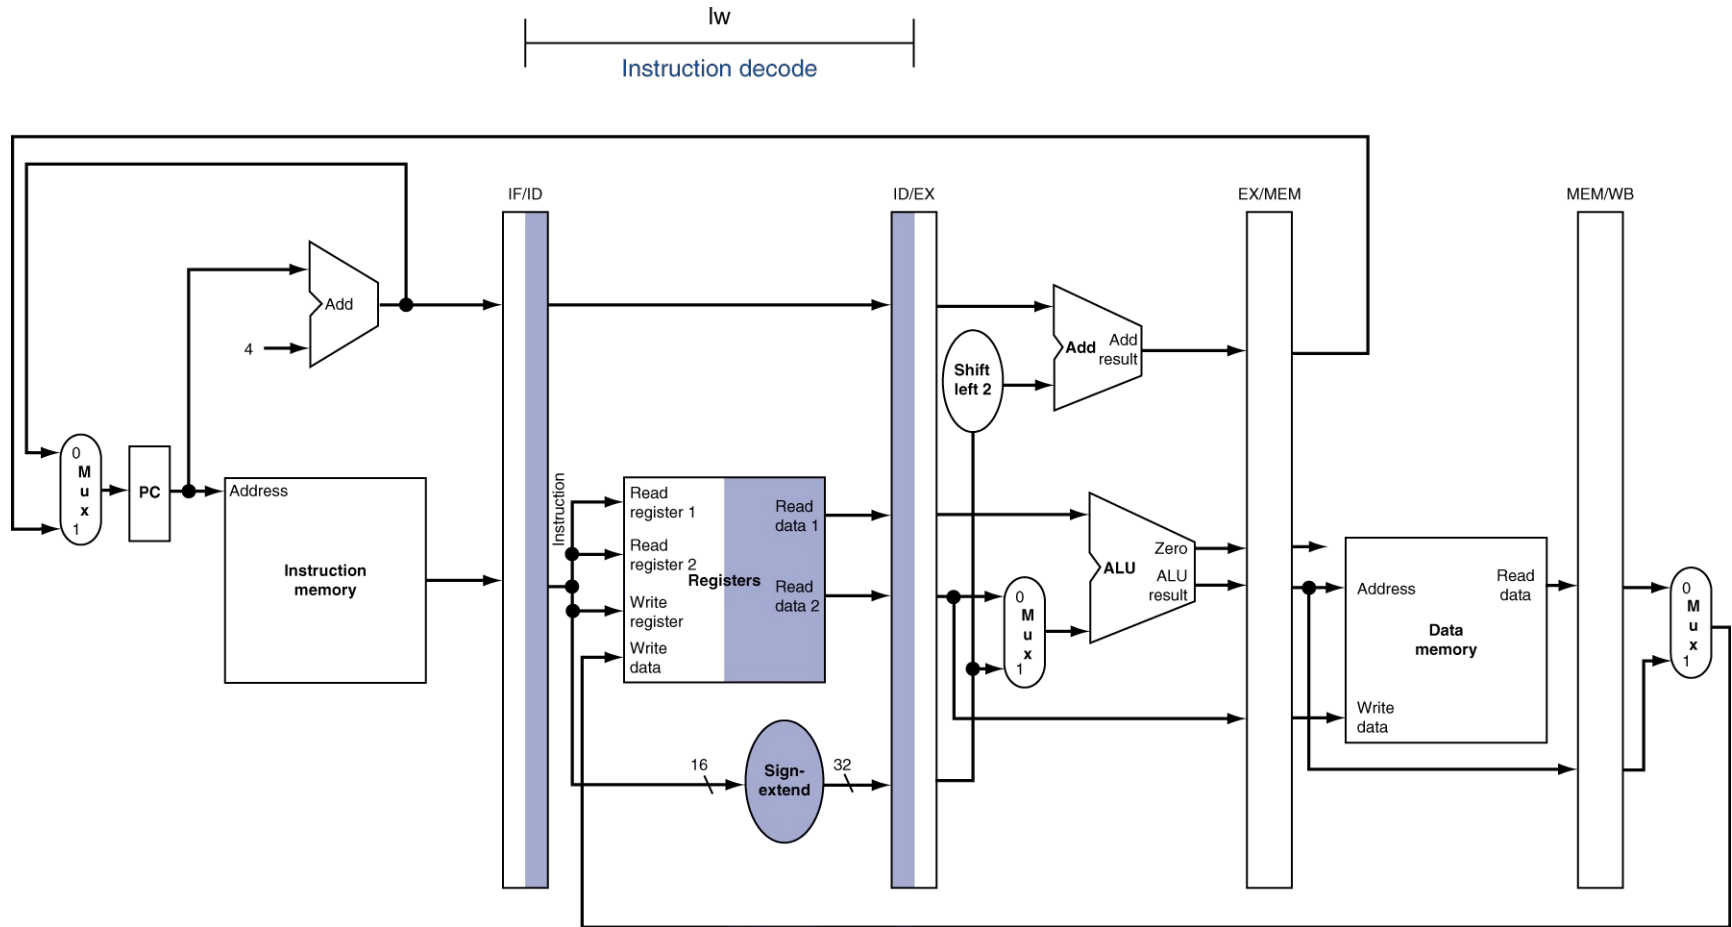 lw
Instruction decode
IF/ID
ID/EX
EX/MEM
MEM/WB
Add
4
Add
Add
result
Shift
left 2
0
M
u
x
1
PC
Address
Instruction
memory
Instruction
Read
register 1
Read
register 2
Write
register
Write
data
Registers
Read
data 1
Read
data 2
16
Sign-
extend
32
0
M
u
x
1
Zero
ALU
ALU
result
Address
Read
data
Data
memory
Write
data
0
M
u
x
1